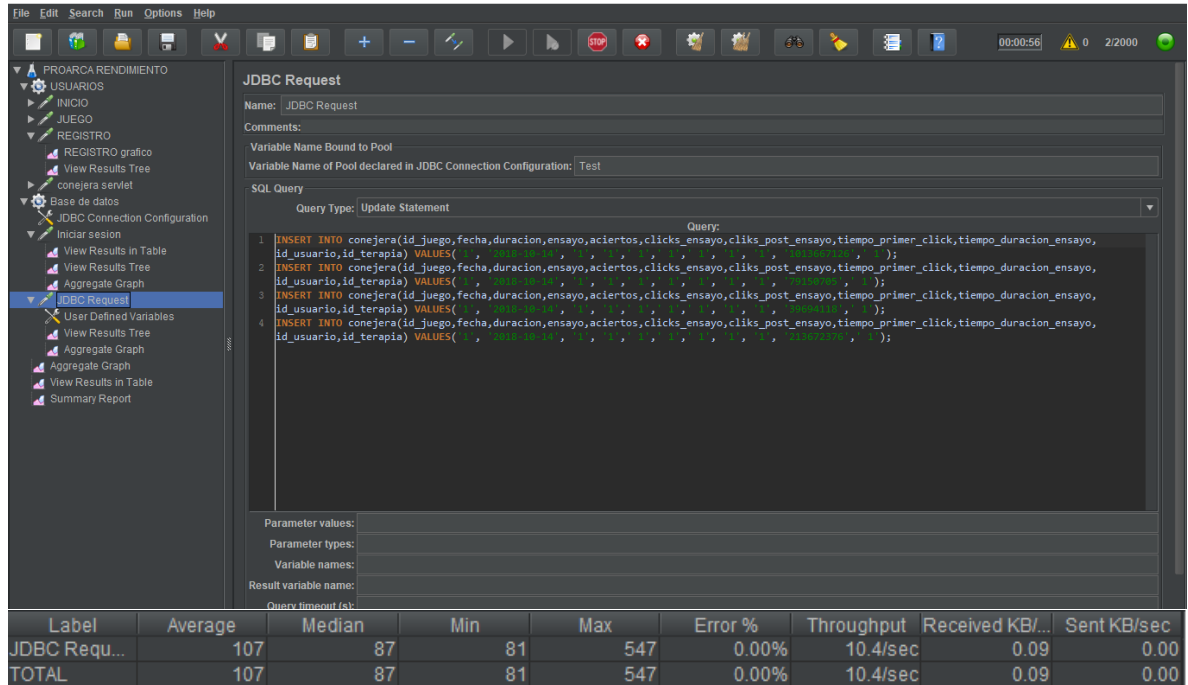 File Edit Search Run Options Help
STOP
00:00:56 0 2/2000
PROARCA RENDIMIENTO
USUARIOS
INICIO
JUEGO
REGISTRO
REGISTRO grafico
View Results Tree
conejera servlet
Base de datos
JDBC Connection Configuration
Iniciar sesion
View Results in Table
View Results Tree
Aggregate Graph
JDBC Request
User Defined Variables
View Results Tree
Aggregate Graph
Aggregate Graph
View Results in Table
Summary Report
JDBC Request
Name: JDBC Request
Comments:
Variable Name Bound to Pool
Variable Name of Pool declared in JDBC Connection Configuration: Test
SQL Query
Query Type: Update Statement
Query:
1 INSERT INTO conejera(id_juego,fecha,duracion,ensayo,aciertos,clicks_ensayo,cliks_post_ensayo,tiempo_primer_click,tiempo_duracion_ensayo,
id_usuario,id_terapia) VALUES('1', '2018-10-14', '1', '1',' 1',' 1',' 1', '1', '1', '1013667126',' 1');
2 INSERT INTO conejera(id_juego,fecha,duracion,ensayo,aciertos,clicks_ensayo,cliks_post_ensayo,tiempo_primer_click,tiempo_duracion_ensayo,
id_usuario,id_terapia) VALUES('1', '2018-10-14', '1', '1',' 1',' 1',' 1', '1', '1', '79150705',' 1');
3 INSERT INTO conejera(id_juego,fecha,duracion,ensayo,aciertos,clicks_ensayo,cliks_post_ensayo,tiempo_primer_click,tiempo_duracion_ensayo,
id_usuario,id_terapia) VALUES('1', '2018-10-14', '1', '1',' 1',' 1',' 1', '1', '1', '39694118',' 1');
4 INSERT INTO conejera(id_juego,fecha,duracion,ensayo,aciertos,clicks_ensayo,cliks_post_ensayo,tiempo_primer_click,tiempo_duracion_ensayo,
id_usuario,id_terapia) VALUES('1', '2018-10-14', '1', '1',' 1',' 1',' 1', '1', '1', '213672376',' 1');
Parameter values:
Parameter types:
Variable names:
Result variable name:
Query timeout (s):
Label Average Median Min Max Error % Throughput Received KB/... Sent KB/sec
JDBC Requ... 107 87 81 547 0.00% 10.4/sec 0.09 0.00
TOTAL 107 87 81 547 0.00% 10.4/sec 0.09 0.00